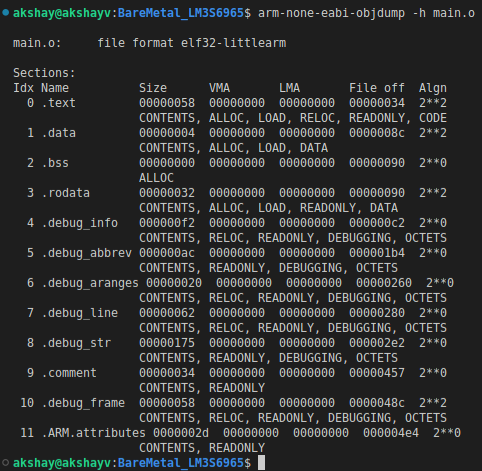 akshay@akshayv:BareMetal_LM3S6965$ arm-none-eabi-objdump -h main.o
main.o:     file format elf32-littlearm
Sections:
Idx Name          Size      VMA       LMA       File off  Algn
  0 .text         00000058  00000000  00000000  00000034  2**2
                  CONTENTS, ALLOC, LOAD, RELOC, READONLY, CODE
  1 .data         00000004  00000000  00000000  0000008c  2**2
                  CONTENTS, ALLOC, LOAD, DATA
  2 .bss          00000000  00000000  00000000  00000090  2**0
                  ALLOC
  3 .rodata       00000032  00000000  00000000  00000090  2**2
                  CONTENTS, ALLOC, LOAD, READONLY, DATA
  4 .debug_info   000000f2  00000000  00000000  000000c2  2**0
                  CONTENTS, RELOC, READONLY, DEBUGGING, OCTETS
  5 .debug_abbrev 000000ac  00000000  00000000  000001b4  2**0
                  CONTENTS, READONLY, DEBUGGING, OCTETS
  6 .debug_aranges 00000020  00000000  00000000  00000260  2**0
                  CONTENTS, RELOC, READONLY, DEBUGGING, OCTETS
  7 .debug_line   00000062  00000000  00000000  00000280  2**0
                  CONTENTS, RELOC, READONLY, DEBUGGING, OCTETS
  8 .debug_str    00000175  00000000  00000000  000002e2  2**0
                  CONTENTS, READONLY, DEBUGGING, OCTETS
  9 .comment      00000034  00000000  00000000  00000457  2**0
                  CONTENTS, READONLY
 10 .debug_frame  00000058  00000000  00000000  0000048c  2**2
                  CONTENTS, RELOC, READONLY, DEBUGGING, OCTETS
 11 .ARM.attributes 0000002d  00000000  00000000  000004e4  2**0
                  CONTENTS, READONLY
akshay@akshayv:BareMetal_LM3S6965$